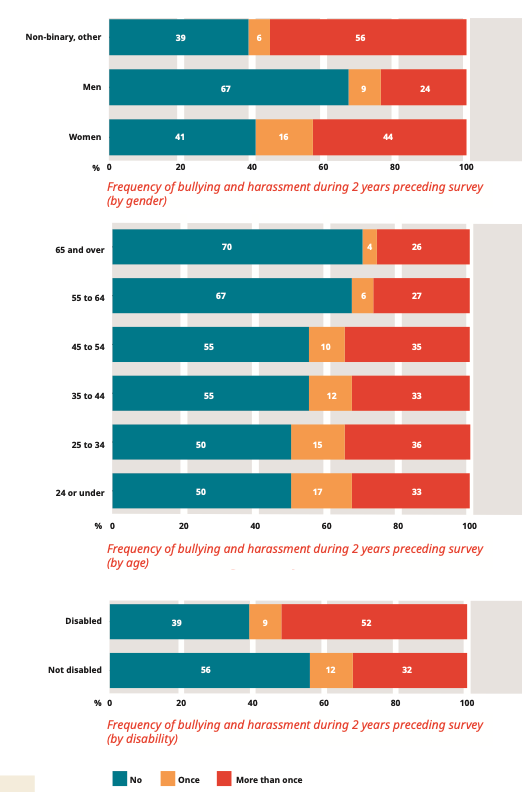 Non-binary, other 39 6 56
Men 67 9 24
Women 41 16 44
% 0 20 40 60 80 100
Frequency of bullying and harassment during 2 years preceding survey
(by gender)
65 and over 70 4 26
55 to 64 67 6 27
45 to 54 55 10 35
35 to 44 55 12 33
25 to 34 50 15 36
24 or under 50 17 33
% 0 20 40 60 80 100
Frequency of bullying and harassment during 2 years preceding survey
(by age)
Disabled 39 9 52
Not disabled 56 12 32
% 0 20 40 60 80 100
Frequency of bullying and harassment during 2 years preceding survey
(by disability)
No Once More than once